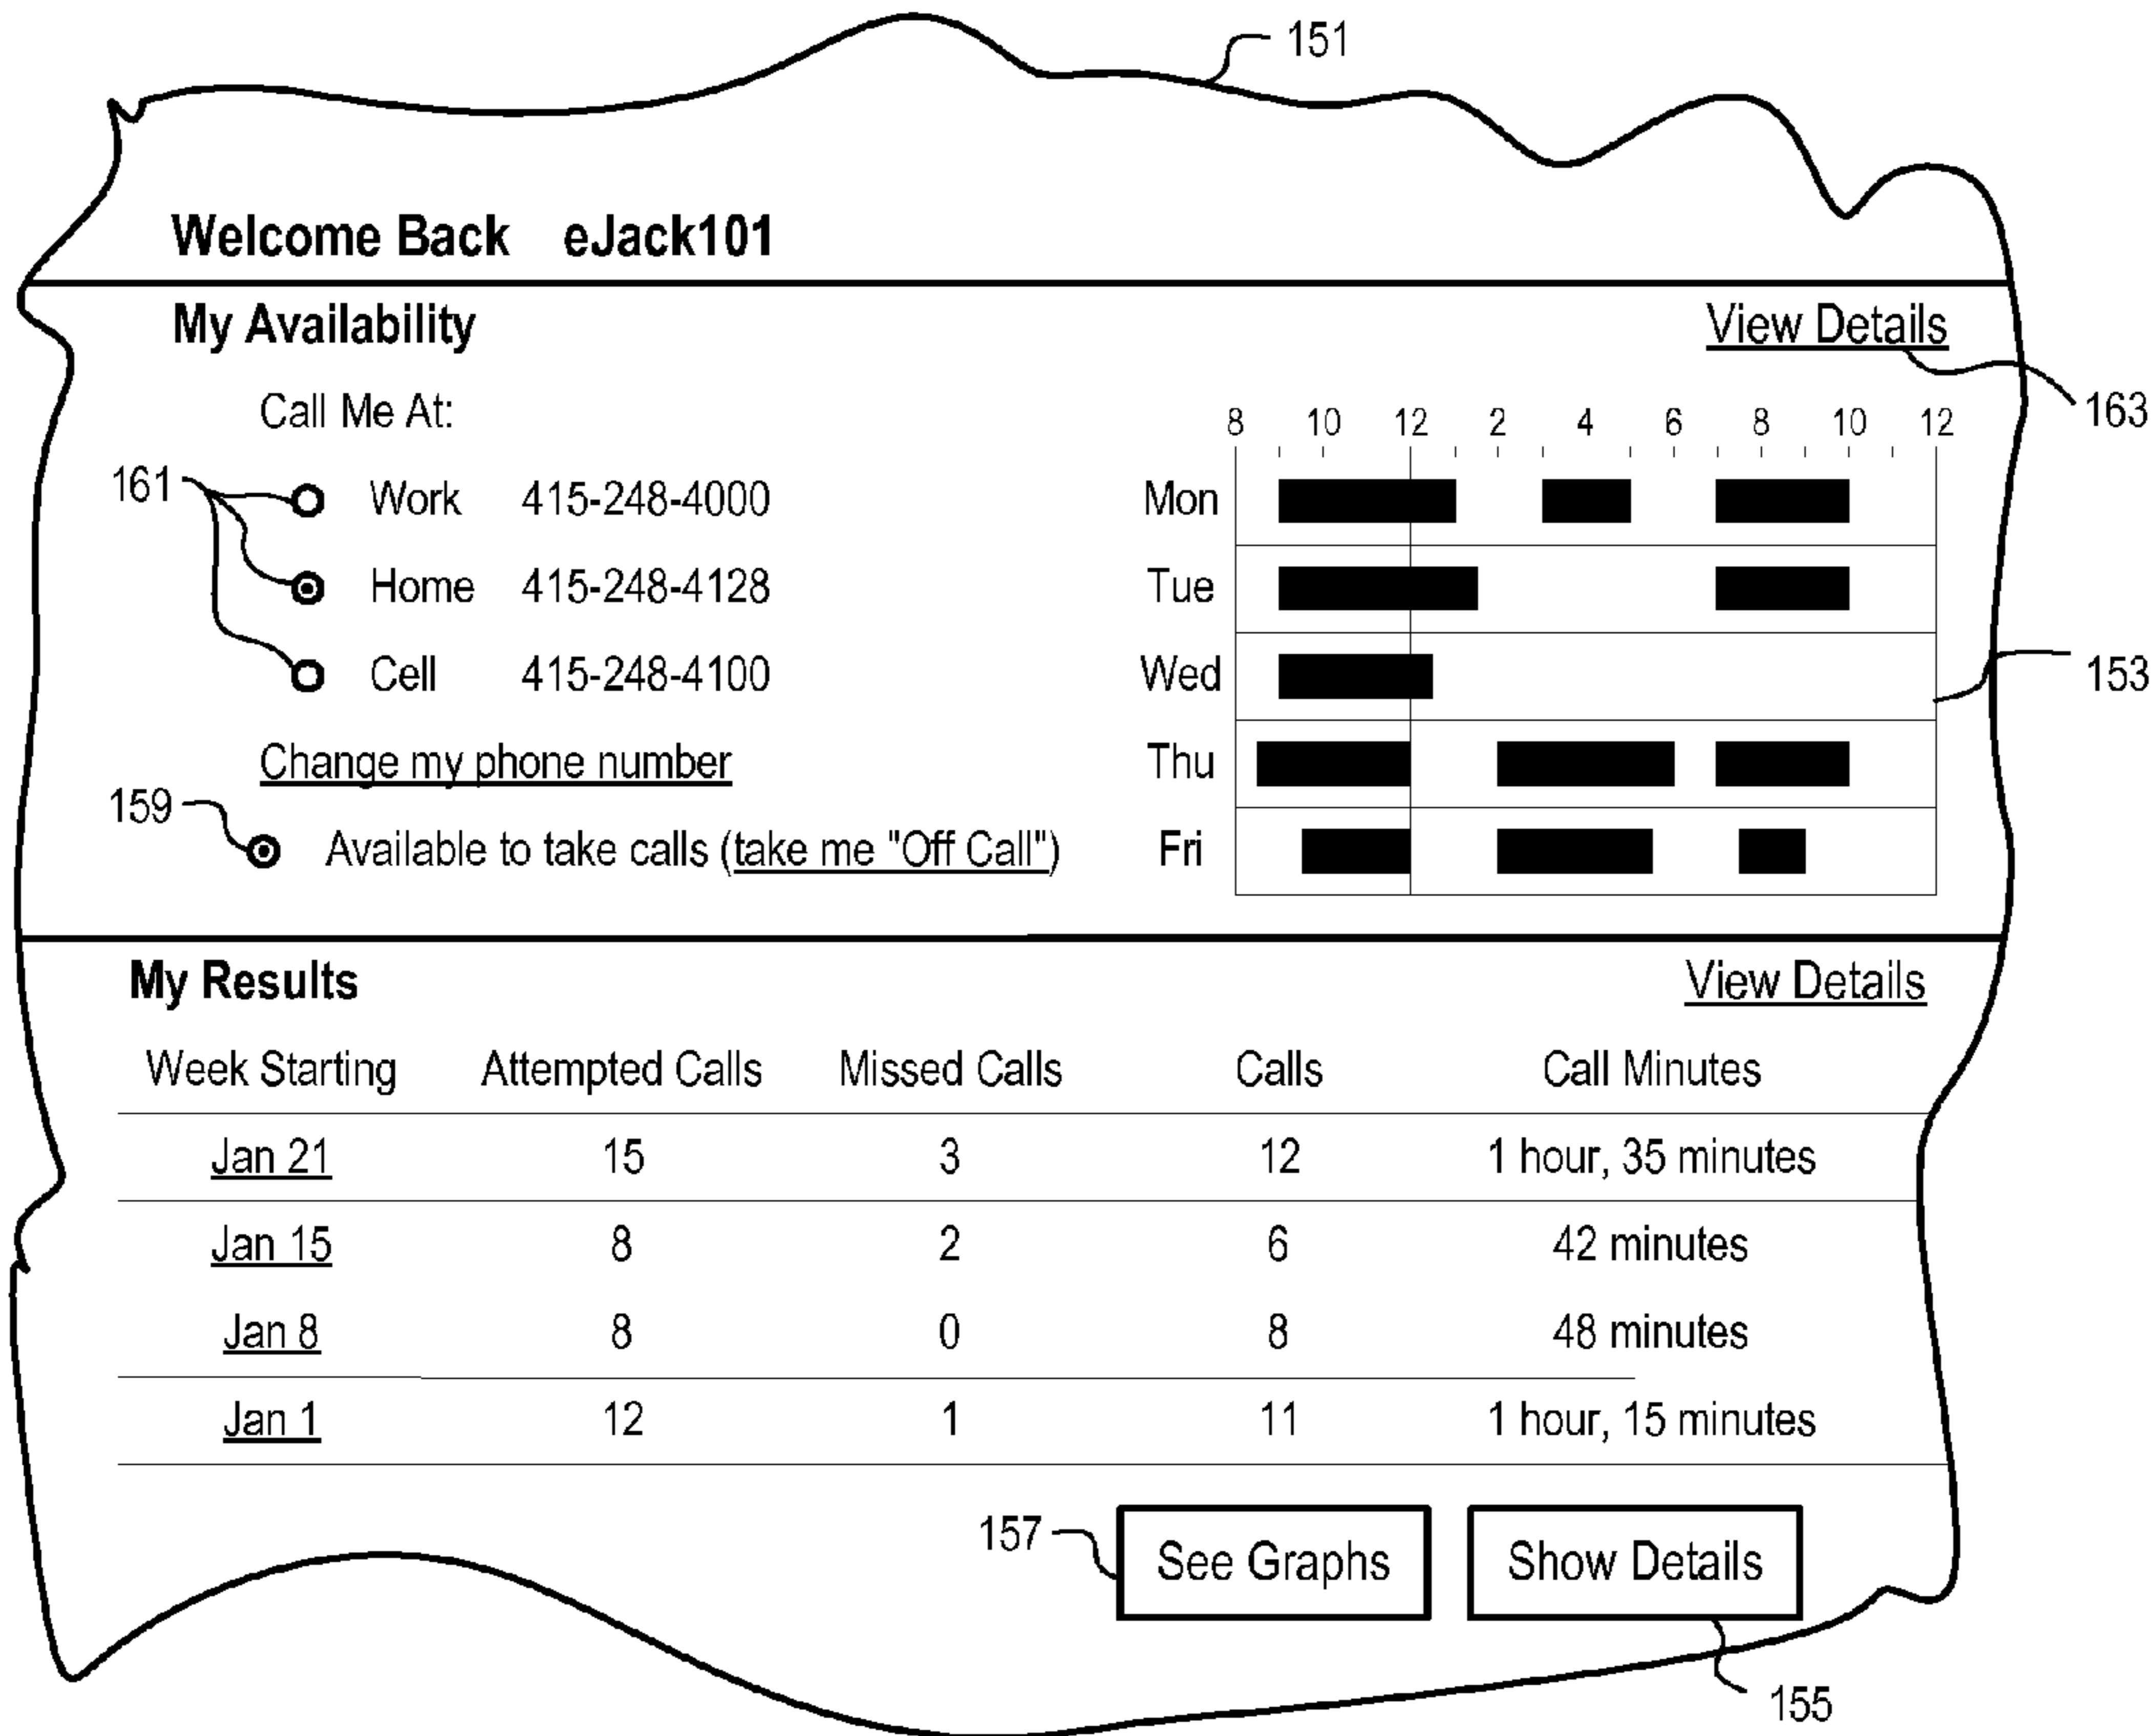 151
Welcome Back eJack101
My Availability View Details
163
Call Me At: 8 10 12 2 4 6 8 10 12
161 Work 415-248-4000 Mon
Home 415-248-4128 Tue
Cell 415-248-4100 Wed 153
Change my phone number Thu
159
Available to take calls (take me "Off Call") Fri
My Results View Details
Week Starting Attempted Calls Missed Calls Calls Call Minutes
Jan 21 15 3 12 1 hour, 35 minutes
Jan 15 8 2 6 42 minutes
Jan 8 8 0 8 48 minutes
Jan 1 12 1 11 1 hour, 15 minutes
157 See Graphs Show Details
155